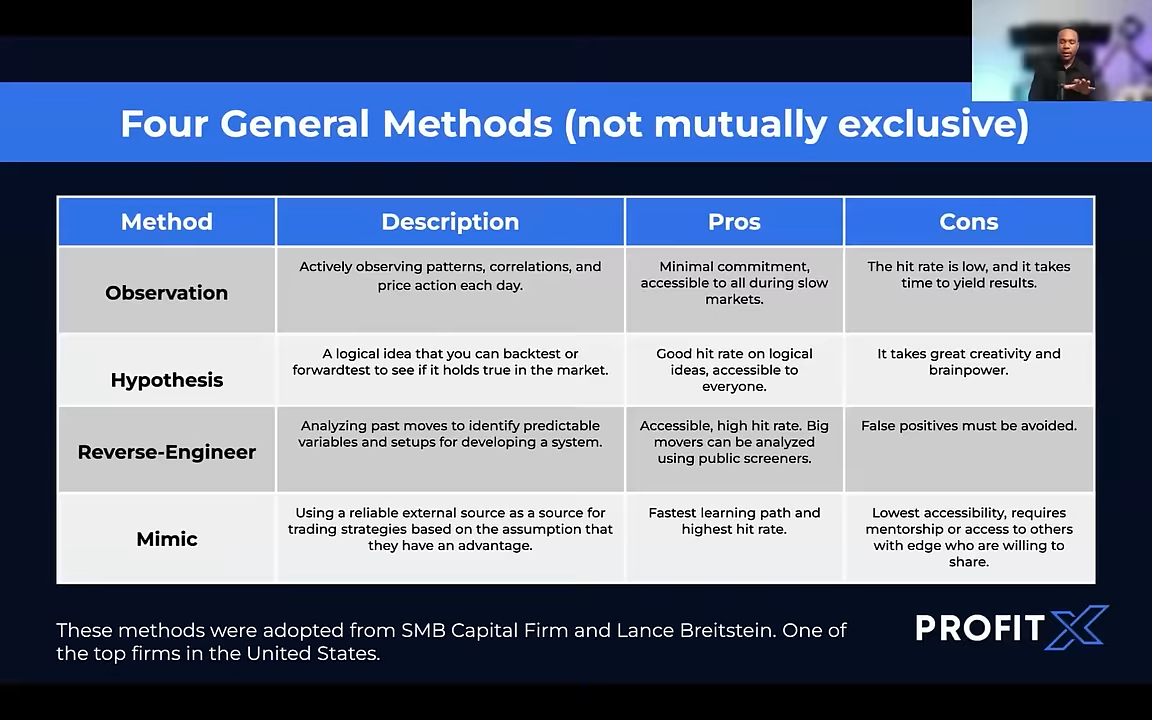 Four General Methods (not mutually exclusive)
Method
Description
Pros
Cons
Observation
Actively observing patterns, correlations, and
price action each day.
Minimal commitment,
accessible to all during slow
markets.
The hit rate is low, and it takes
time to yield results.
Hypothesis
A logical idea that you can backtest or
forwardtest to see if it holds true in the market.
Good hit rate on logical
ideas, accessible to
everyone.
It takes great creativity and
brainpower.
Reverse-Engineer
Analyzing past moves to identify predictable
variables and setups for developing a system.
Accessible, high hit rate. Big
movers can be analyzed
using public screeners.
False positives must be avoided.
Mimic
Using a reliable external source as a source for
trading strategies based on the assumption that
they have an advantage.
Fastest learning path and
highest hit rate.
Lowest accessibility, requires
mentorship or access to others
with edge who are willing to
share.
These methods were adopted from SMB Capital Firm and Lance Breitstein. One of
the top firms in the United States.
PROFIT X